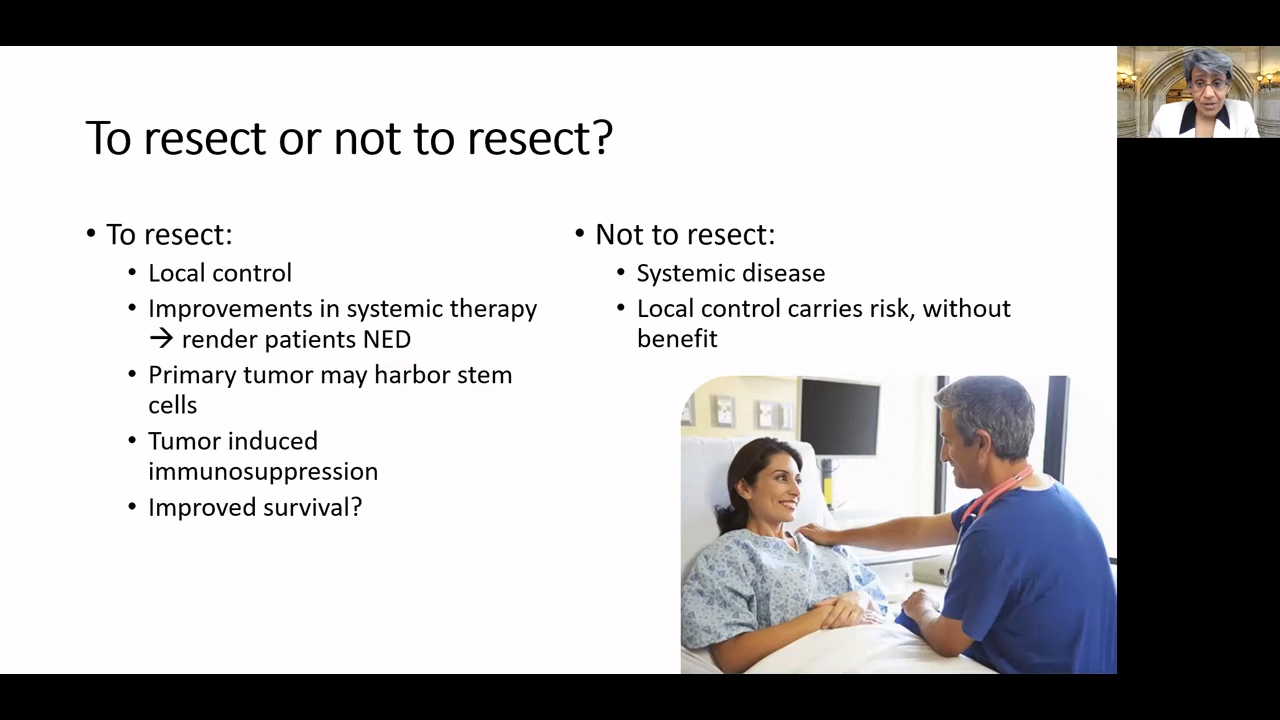 To resect or not to resect?
• To resect:
• Local control
• Improvements in systemic therapy
→ render patients NED
• Primary tumor may harbor stem
cells
• Tumor induced
immunosuppression
• Improved survival?
• Not to resect:
• Systemic disease
• Local control carries risk, without
benefit